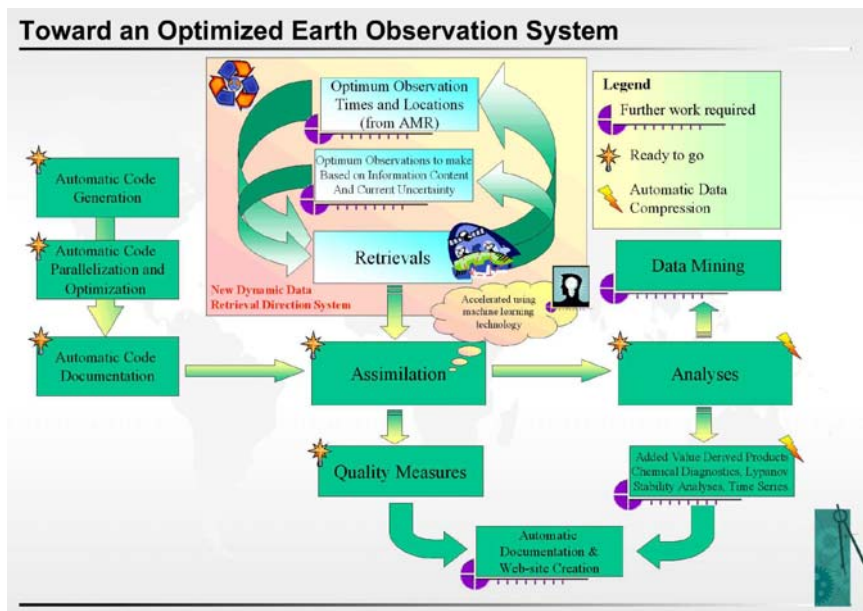 Toward an Optimized Earth Observation System
Optimum Observation
Times and Locations
(from AMR)
Optimum Observations to make
Based on Information Content
And Current Uncertainty
Retrievals
New Dynamic Data
Retrieval Direction System
Legend
Further work required
Ready to go
Automatic Data
Compression
Automatic Code
Generation
Automatic Code
Parallelization and
Optimization
Automatic Code
Documentation
Accelerated using
machine learning
technology
Data Mining
Assimilation
Analyses
Quality Measures
Added Value Derived Products
Chemical Diagnostics, Lypanov
Stability Analyses, Time Series.
Automatic
Documentation &
Web-site Creation